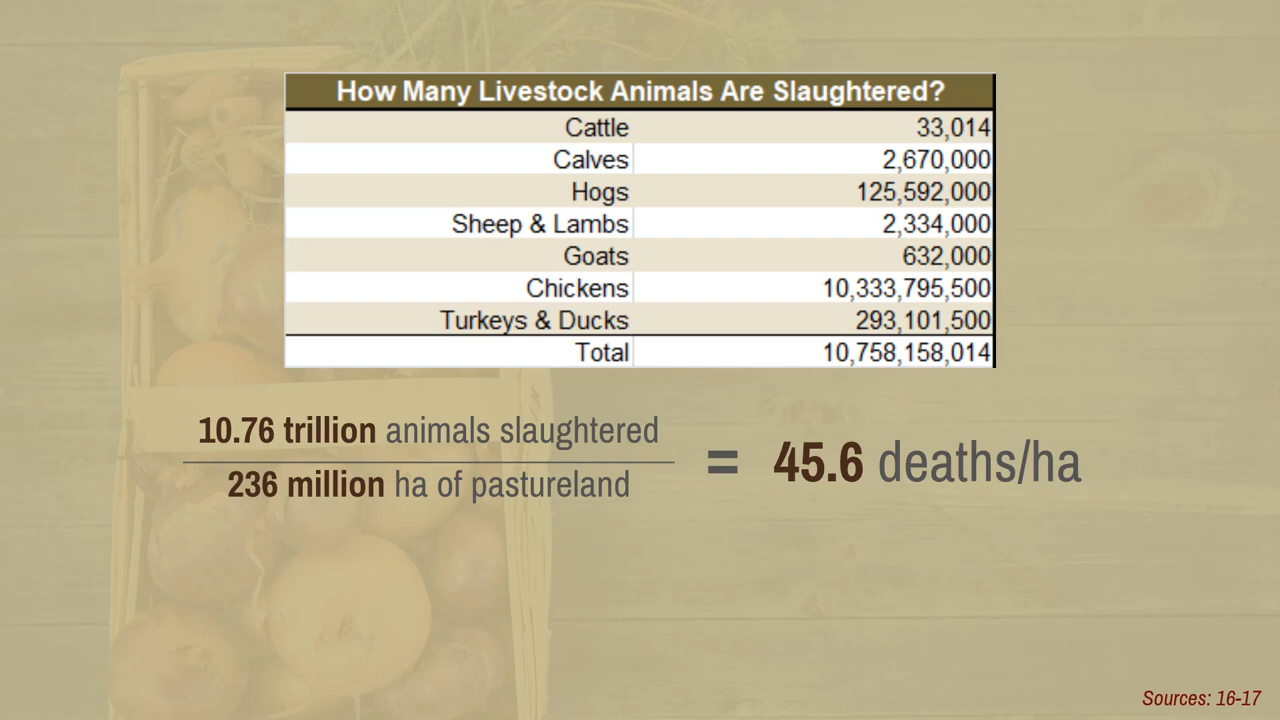 How Many Livestock Animals Are Slaughtered?
Cattle 33,014
Calves 2,670,000
Hogs 125,592,000
Sheep & Lambs 2,334,000
Goats 632,000
Chickens 10,333,795,500
Turkeys & Ducks 293,101,500
Total 10,758,158,014
10.76 trillion animals slaughtered
236 million ha of pastureland
= 45.6 deaths/ha
Sources: 16-17